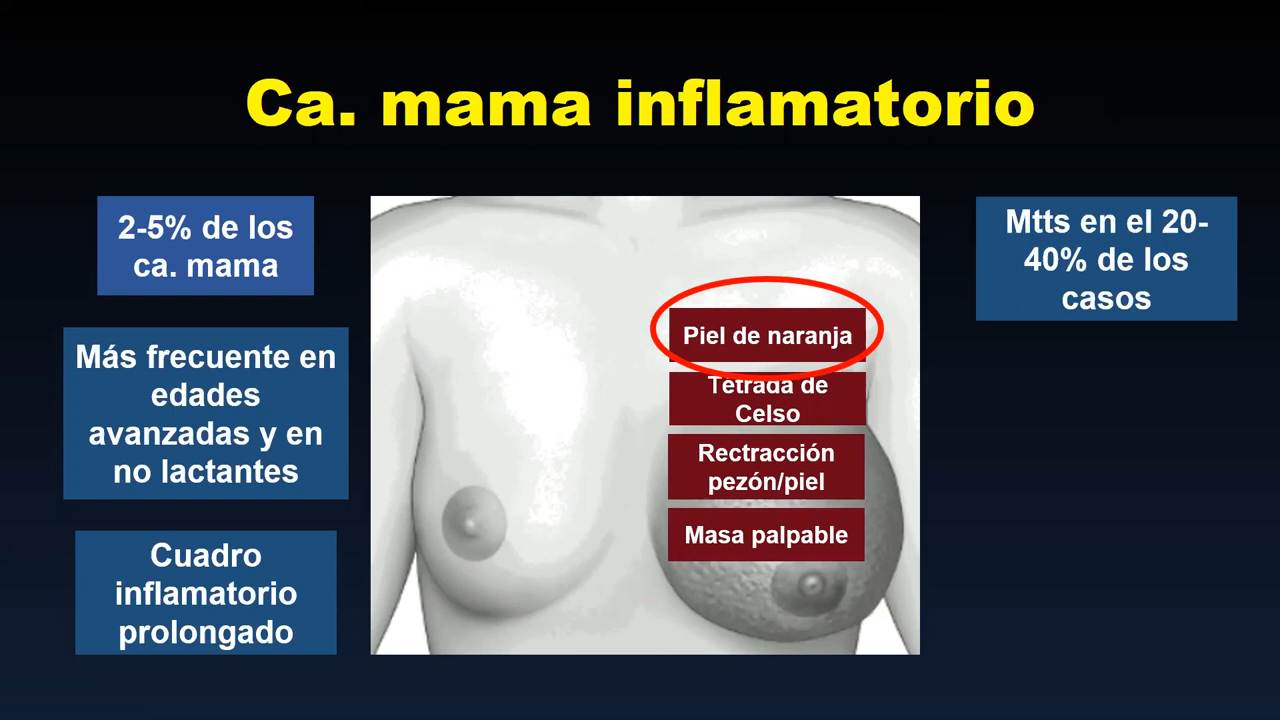 Ca. mama inflamatorio
2-5% de los
ca. mama
Más frecuente en
edades
avanzadas y en
no lactantes
Cuadro
inflamatorio
prolongado
Piel de naranja
Tétrada de
Celso
Rectracción
pezón/piel
Masa palpable
Mtts en el 20-
40% de los
casos